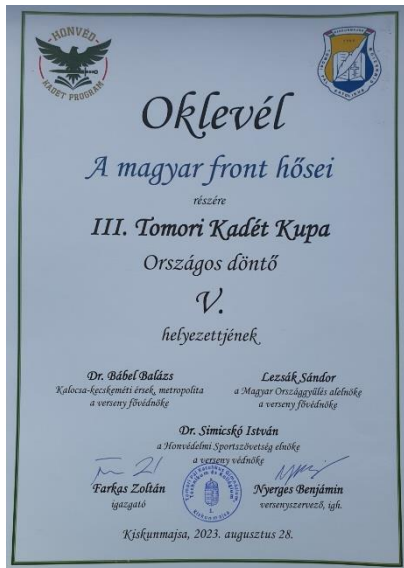 HONVÉD
KADÉT PROGRAM
Oklevél
A magyar front hősei
részére
III. Tomori Kadét Kupa
Országos döntő
V.
helyezettjének
Dr. Bábel Balázs
Kalocsa-kecskeméti érsek, metropolita
a verseny fővédnöke
Lezsák Sándor
a Magyar Országgyűlés alelnöke
a verseny fővédnöke
Dr. Simicskó István
a Honvédelmi Sportszövetség elnöke
a verseny védnöke
Farkas Zoltán
igazgató
Nyerges Benjámin
versenyszervező, igh.
Kiskunmajsa, 2023. augusztus 28.